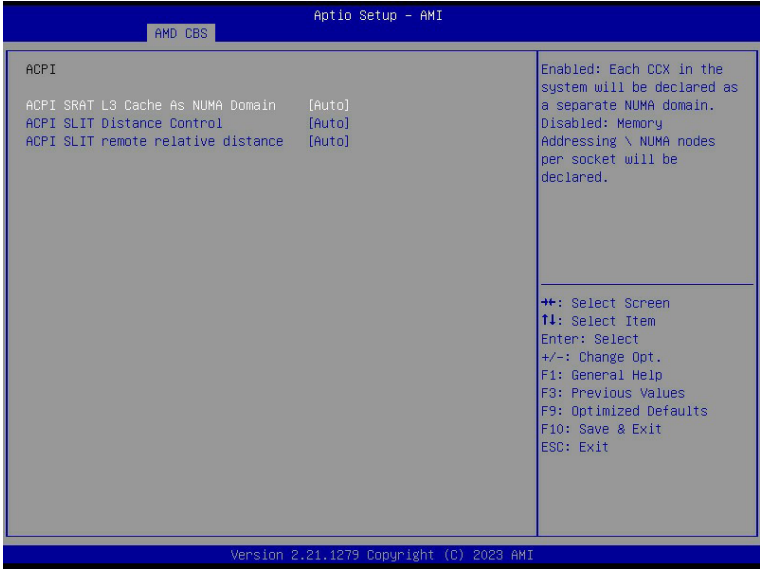 Aptio Setup – AMI
AMD CBS
ACPI
ACPI SRAT L3 Cache As NUMA Domain [Auto]
ACPI SLIT Distance Control [Auto]
ACPI SLIT remote relative distance [Auto]
Enabled: Each CCX in the
system will be declared as
a separate NUMA domain.
Disabled: Memory
Addressing \ NUMA nodes
per socket will be
declared.
→←: Select Screen
↑↓: Select Item
Enter: Select
+/-: Change Opt.
F1: General Help
F3: Previous Values
F9: Optimized Defaults
F10: Save & Exit
ESC: Exit
Version 2.21.1279 Copyright (C) 2023 AMI